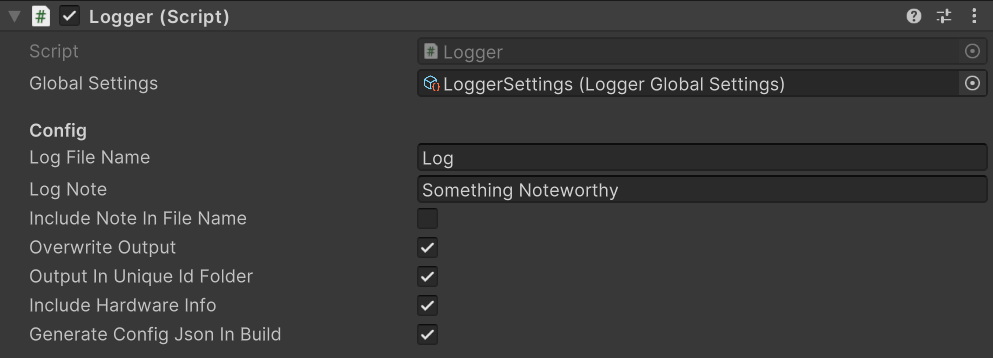 Logger (Script)
Script Logger
Global Settings LoggerSettings (Logger Global Settings)
Config
Log File Name Log
Log Note Something Noteworthy
Include Note In File Name
Overwrite Output
Output In Unique Id Folder
Include Hardware Info
Generate Config Json In Build